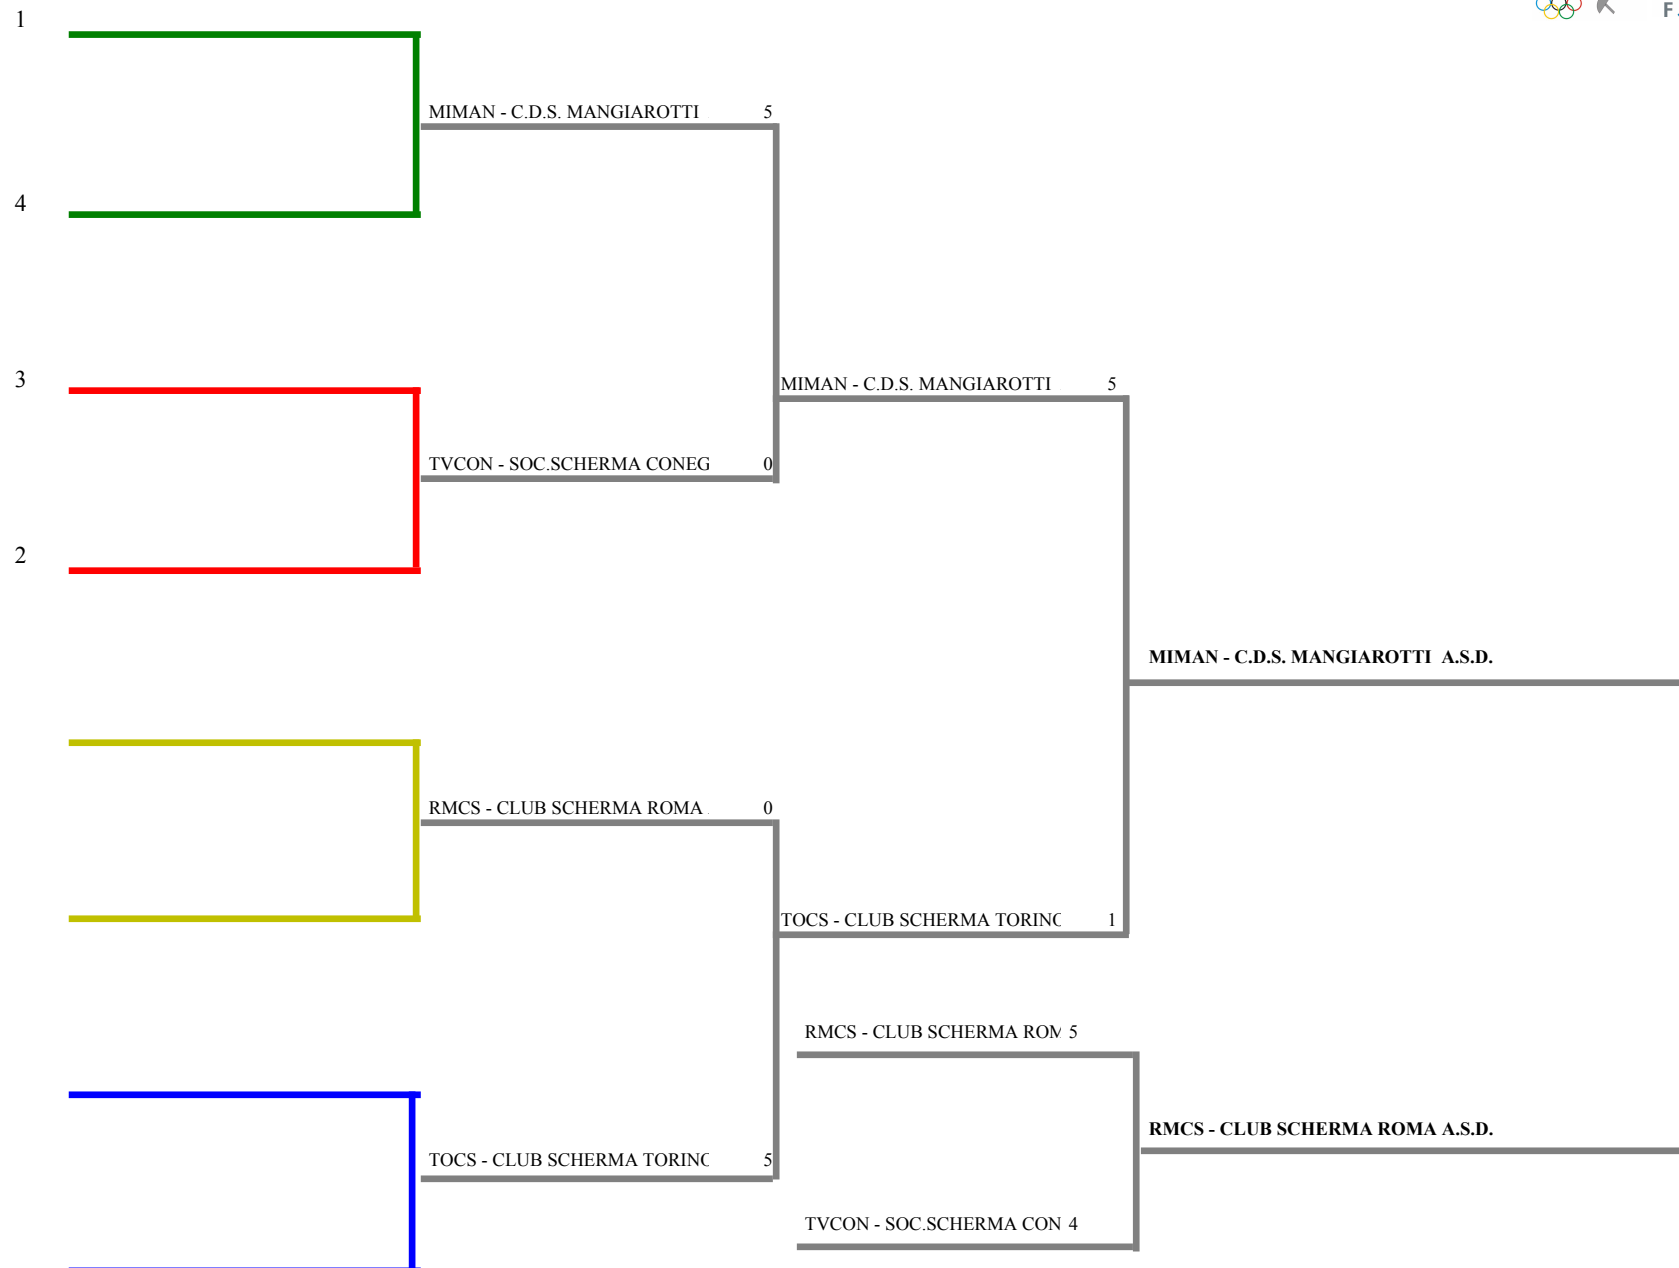 1
F
MIMAN - C.D.S. MANGIAROTTI 5
4
3
MIMAN - C.D.S. MANGIAROTTI 5
TVCON - SOC.SCHERMA CONEG 0
2
MIMAN - C.D.S. MANGIAROTTI A.S.D.
RMCS - CLUB SCHERMA ROMA 0
TOCS - CLUB SCHERMA TORINO 1
RMCS - CLUB SCHERMA ROM 5
RMCS - CLUB SCHERMA ROMA A.S.D.
TOCS - CLUB SCHERMA TORINO 5
TVCON - SOC.SCHERMA CON 4